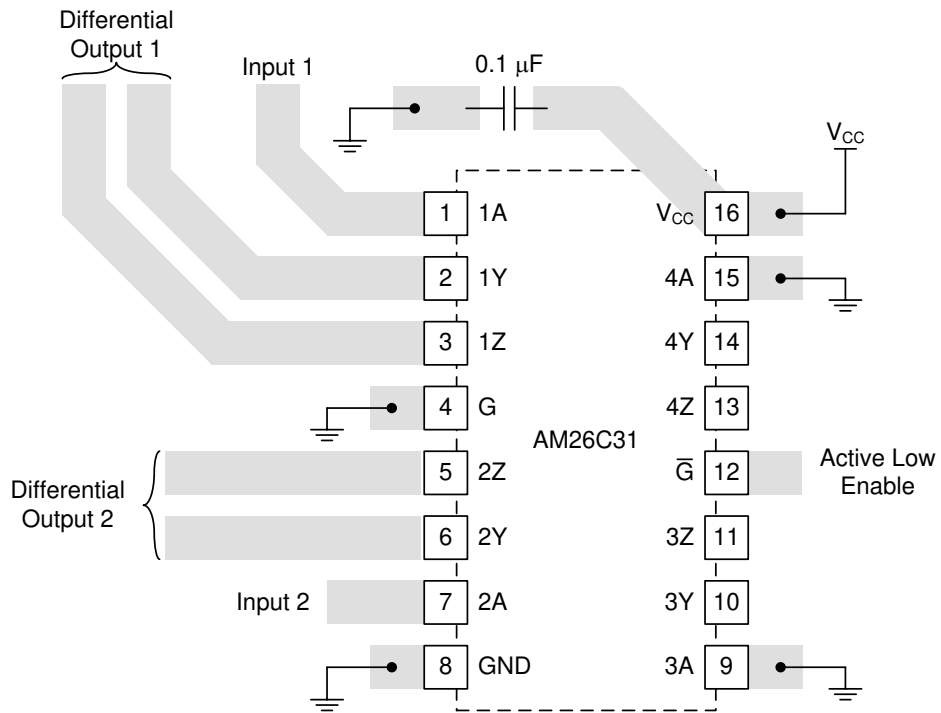 Differential
Output 1
Input 1
0.1 μF
V_CC
1 1A
V_CC 16
2 1Y
4A 15
3 1Z
4Y 14
4 G
4Z 13
AM26C31
5 2Z
G̅ 12
Active Low
Enable
Differential
Output 2
6 2Y
3Z 11
Input 2
7 2A
3Y 10
8 GND
3A 9